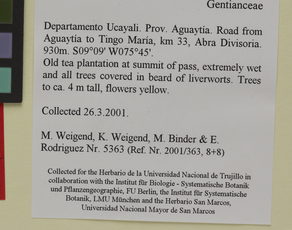 Gentianceae
Departamento Ucayali. Prov. Aguaytía. Road from
Aguaytía to Tingo María, km 33, Abra Divisoria.
930m. S09°09' W075°45'.
Old tea plantation at summit of pass, extremely wet
and all trees covered in beard of liverworts. Trees
to ca. 4 m tall, flowers yellow.
Collected 26.3.2001.
M. Weigend, K. Weigend, M. Binder & E.
Rodriguez Nr. 5363 (Ref. Nr. 2001/363, 8+8)
Collected for the Herbario de la Universidad Nacional de Trujillo in
collaboration with the Institut für Biologie - Systematische Botanik
und Pflanzengeographie, FU Berlin, the Institut für Systematische
Botanik, LMU München and the Herbario San Marcos,
Universidad Nacional Mayor de San Marcos